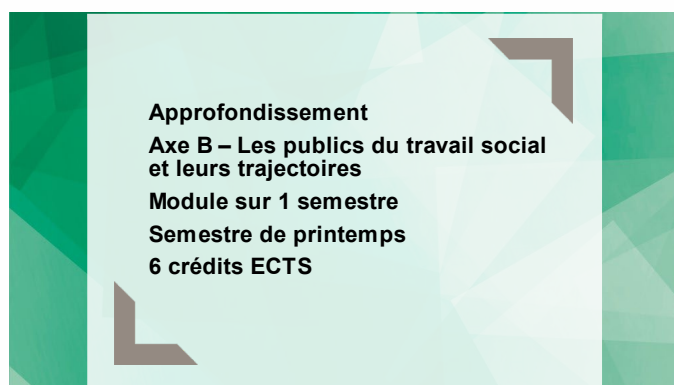 Approfondissement
Axe B – Les publics du travail social
et leurs trajectoires
Module sur 1 semestre
Semestre de printemps
6 crédits ECTS